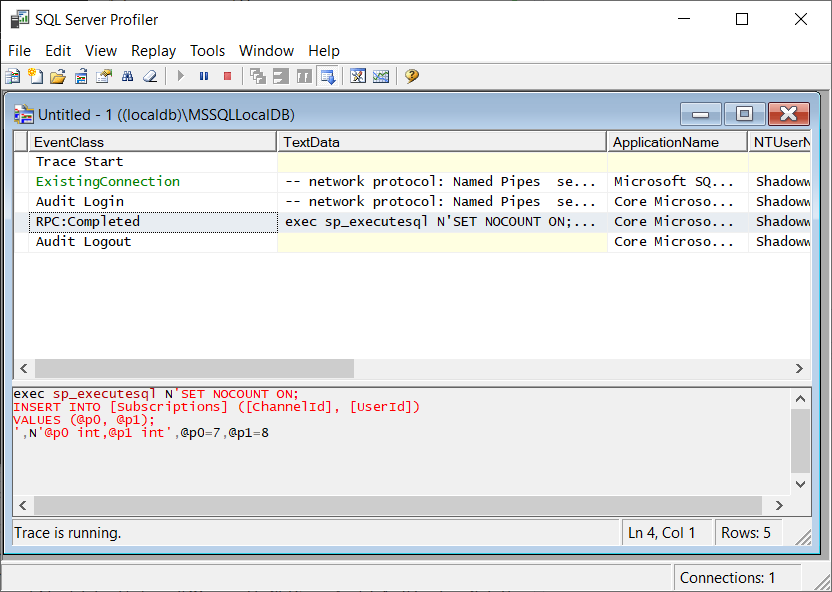 SQL Server Profiler
File Edit View Replay Tools Window Help
Untitled - 1 ((localdb)\MSSQLLocalDB)
EventClass TextData ApplicationName NTUserN
Trace Start
ExistingConnection -- network protocol: Named Pipes se... Microsoft SQ... Shadoww
Audit Login -- network protocol: Named Pipes se... Core Microso... Shadoww
RPC:Completed exec sp_executesql N'SET NOCOUNT ON;... Core Microso... Shadoww
Audit Logout Core Microso... Shadoww
exec sp_executesql N'SET NOCOUNT ON;
INSERT INTO [Subscriptions] ([ChannelId], [UserId])
VALUES (@p0, @p1);
',N'@p0 int,@p1 int',@p0=7,@p1=8
Trace is running. Ln 4, Col 1 Rows: 5
Connections: 1